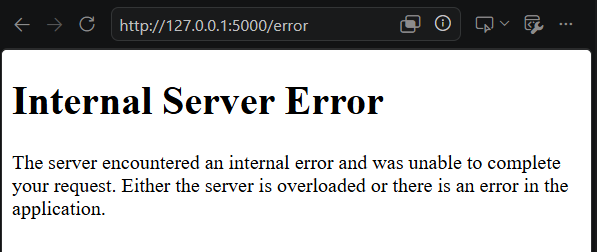 http://127.0.0.1:5000/error
Internal Server Error
The server encountered an internal error and was unable to complete
your request. Either the server is overloaded or there is an error in the
application.